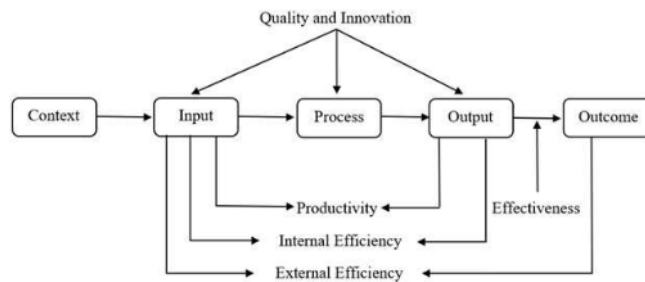 Quality and Innovation
Context
Input
Process
Output
Outcome
Productivity
Effectiveness
Internal Efficiency
External Efficiency